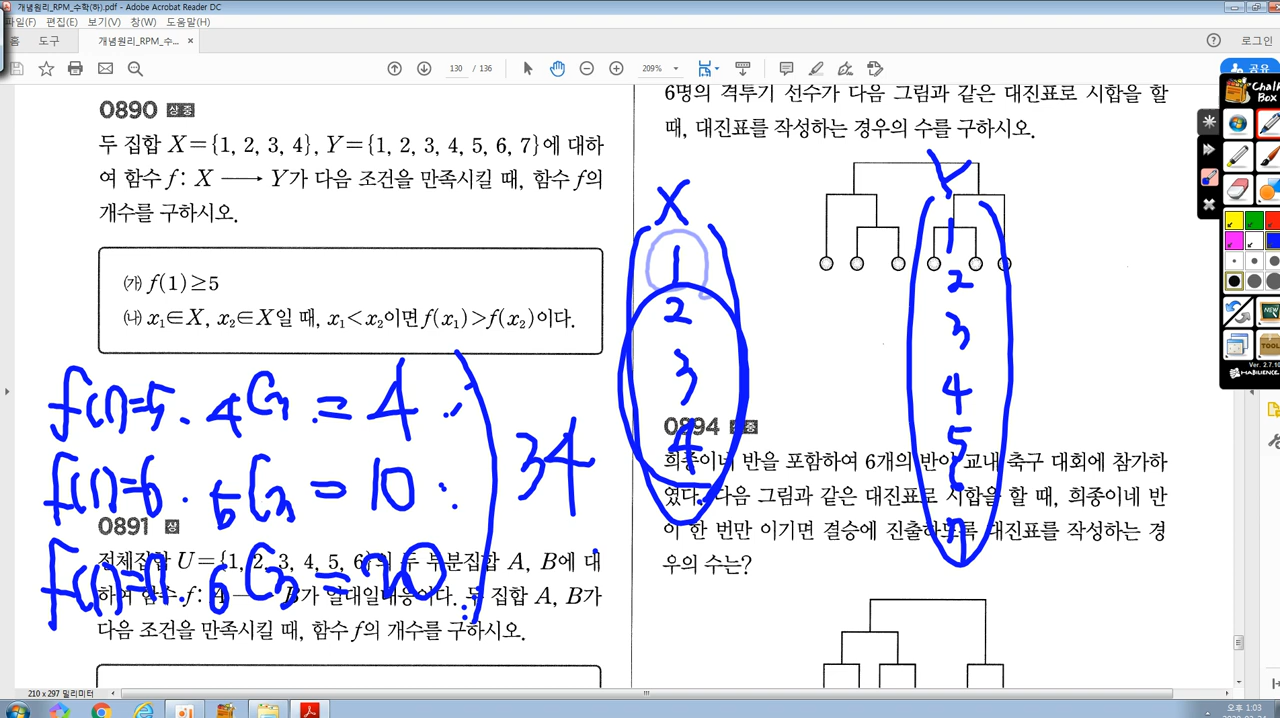 개념원리_RPM_수학(하).pdf - Adobe Acrobat Reader DC
파일(F) 편집(E) 보기(V) 창(W) 도움말(H)
홈 도구 개념원리_RPM_수... ×
로그인
130 / 136
209%
공유
0890 상중
두 집합 X={1, 2, 3, 4}, Y={1, 2, 3, 4, 5, 6, 7}에 대하
여 함수 f : X ⟶ Y가 다음 조건을 만족시킬 때, 함수 f의
개수를 구하시오.
㈎ f(1)≥5
㈏ x₁∈X, x₂∈X일 때, x₁<x₂이면 f(x₁)>f(x₂)이다.
f(1)=5. ₄C₃ = 4
f(1)=6. ₅C₃ = 10
f(1)=7. ₆C₃ = 20
34
0891 상
전체집합 U={1, 2, 3, 4, 5, 6}의 두 부분집합 A, B에 대
하여 함수 f : A B가 일대일대응이다. 두 집합 A, B가
다음 조건을 만족시킬 때, 함수 f의 개수를 구하시오.
6명의 격투기 선수가 다음 그림과 같은 대진표로 시합을 할
때, 대진표를 작성하는 경우의 수를 구하시오.
X
1
2
3
4
Y
1
2
3
4
5
6
7
0894 중
희종이네 반을 포함하여 6개의 반이 교내 축구 대회에 참가하
였다. 다음 그림과 같은 대진표로 시합을 할 때, 희종이네 반
이 한 번만 이기면 결승에 진출하도록 대진표를 작성하는 경
우의 수는?
Chalk
Box
NEW
TOOL
Ver. 2.7.10
HABILIENCE.
210 x 297 밀리미터
오후 1:03